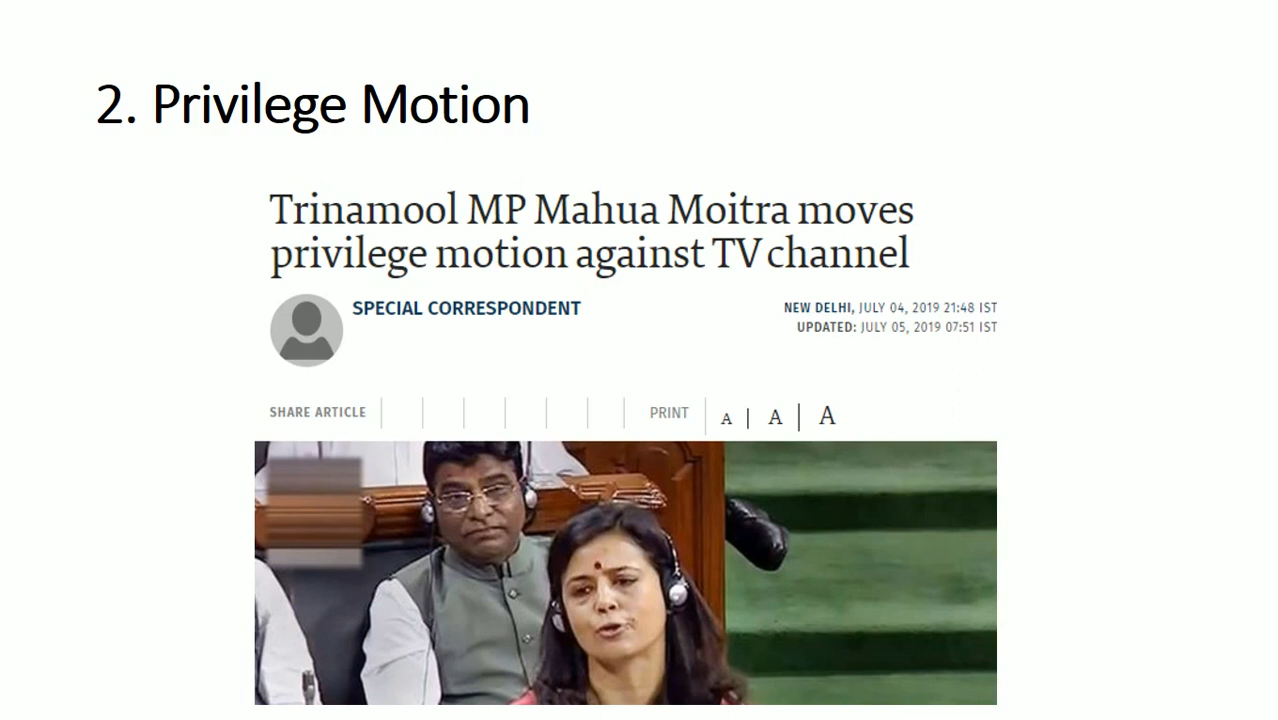 2. Privilege Motion
Trinamool MP Mahua Moitra moves
privilege motion against TV channel
SPECIAL CORRESPONDENT
NEW DELHI, JULY 04, 2019 21:48 IST
UPDATED: JULY 05, 2019 07:51 IST
SHARE ARTICLE PRINT A A A